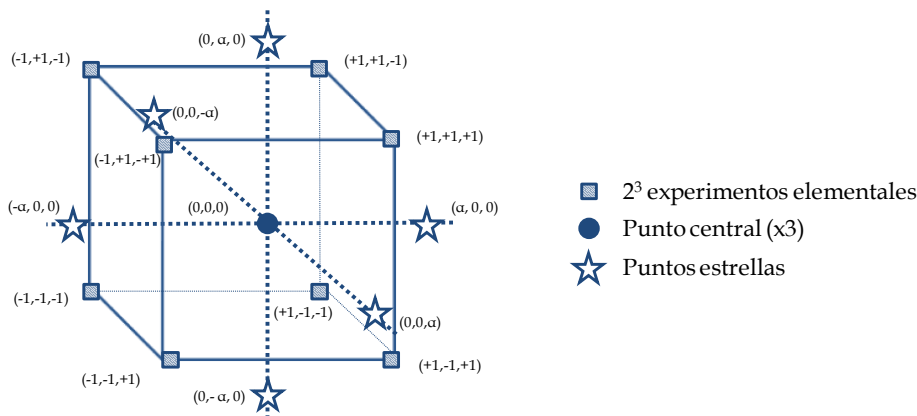 (0, α, 0)
(-1,+1,-1)
(+1,+1,-1)
(0,0,-α)
(+1,+1,+1)
(-1,+1,-+1)
(-α, 0, 0)
(0,0,0)
(α, 0, 0)
(-1,-1,-1)
(+1,-1,-1)
(0,0,α)
(-1,-1,+1)
(+1,-1,+1)
(0,- α, 0)
2³ experimentos elementales
Punto central (x3)
Puntos estrellas